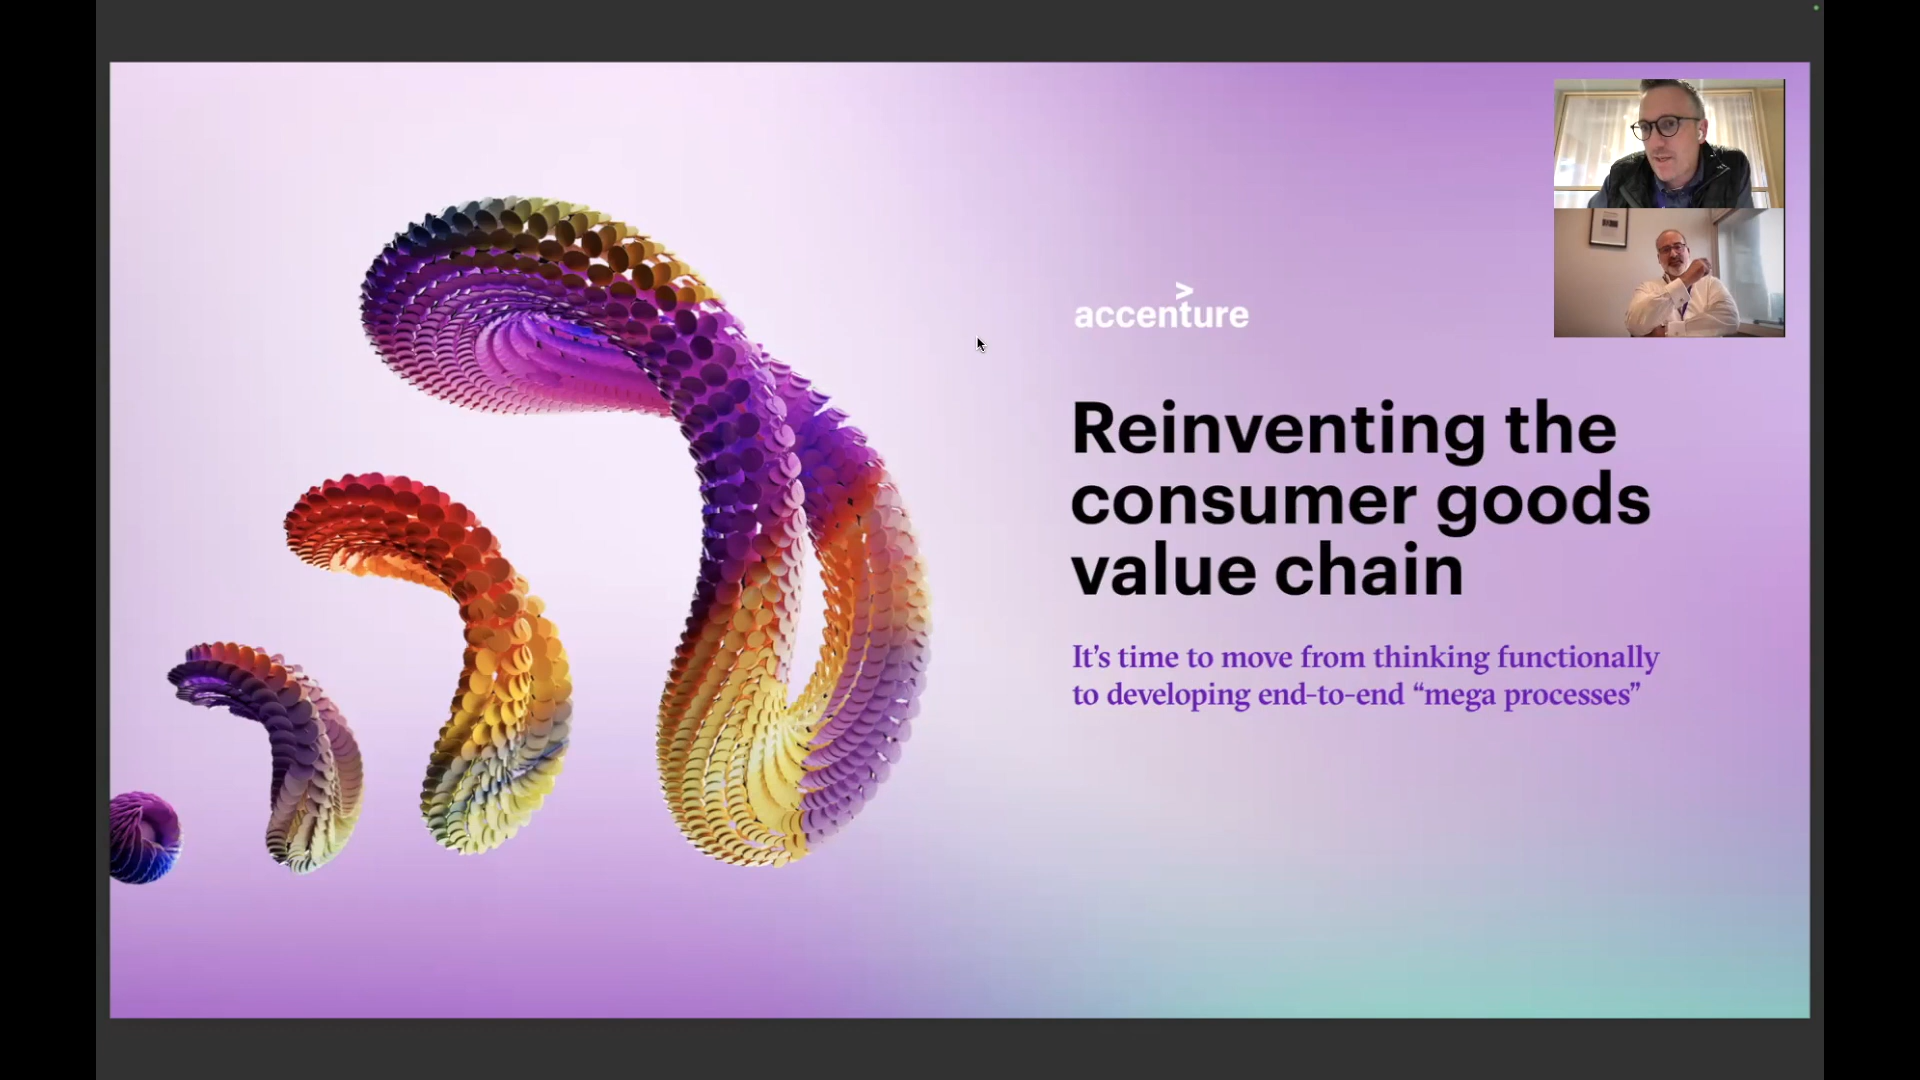 accenture
Reinventing the
consumer goods
value chain
It’s time to move from thinking functionally
to developing end-to-end “mega processes”